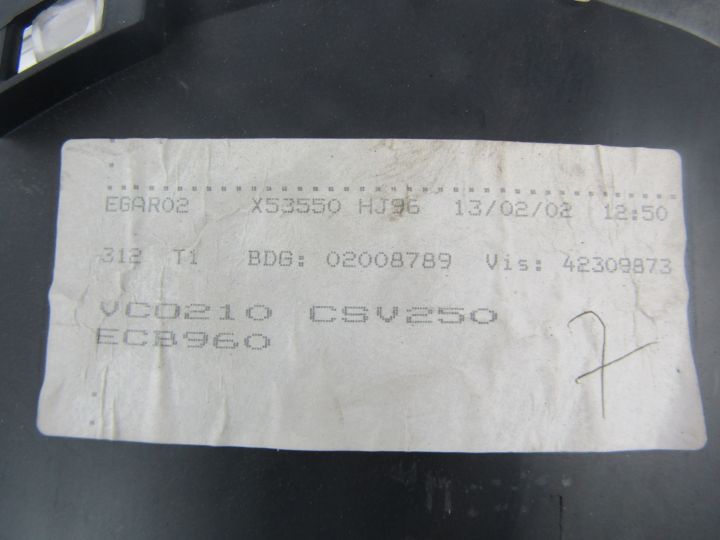 EGAR02 X53550 HJ96 13/02/02 12:50
312 T1 BDG: 02008789 Vis: 42309873
VCO210 CSV250
ECB960
7